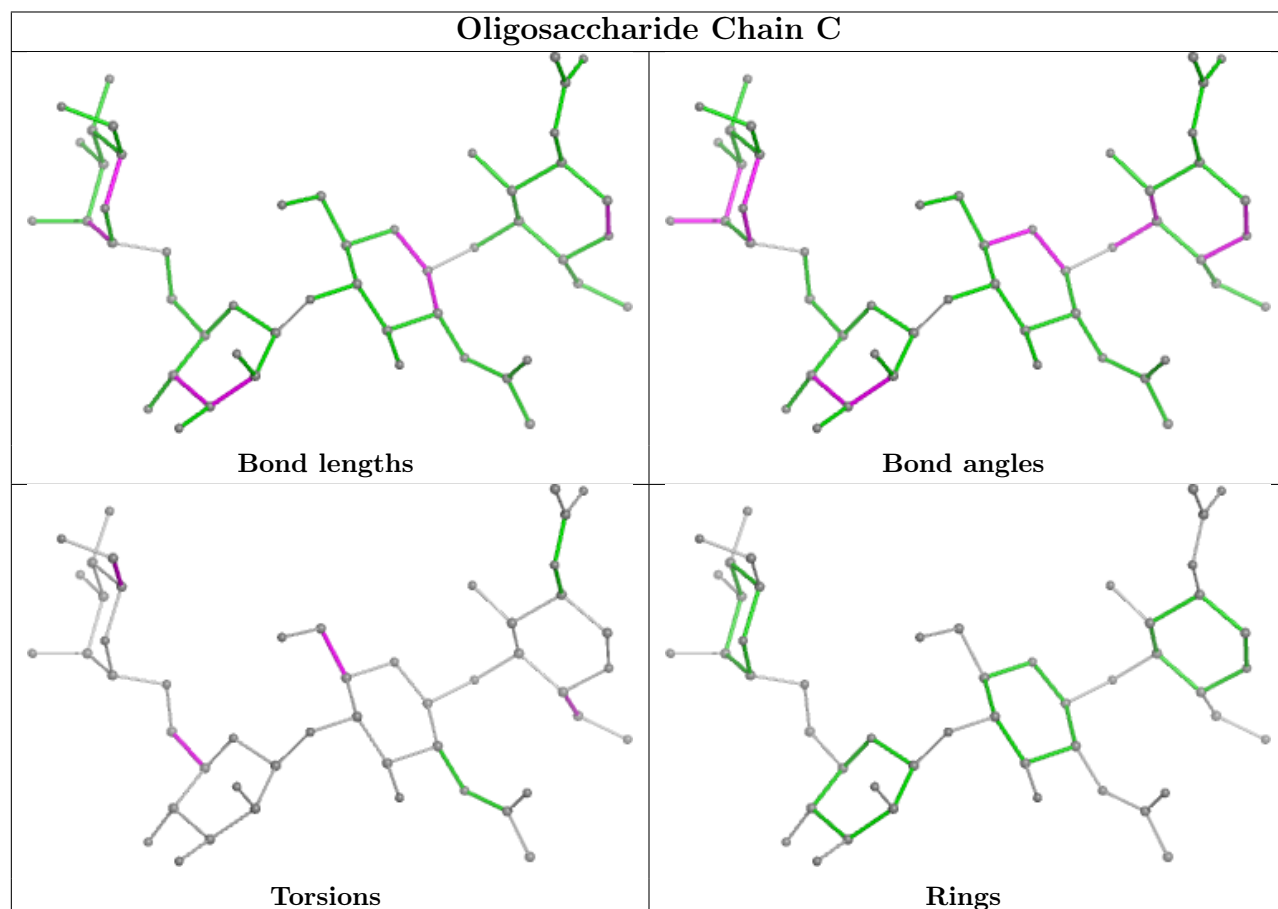 Oligosaccharide Chain C
Bond lengths
Bond angles
Torsions
Rings